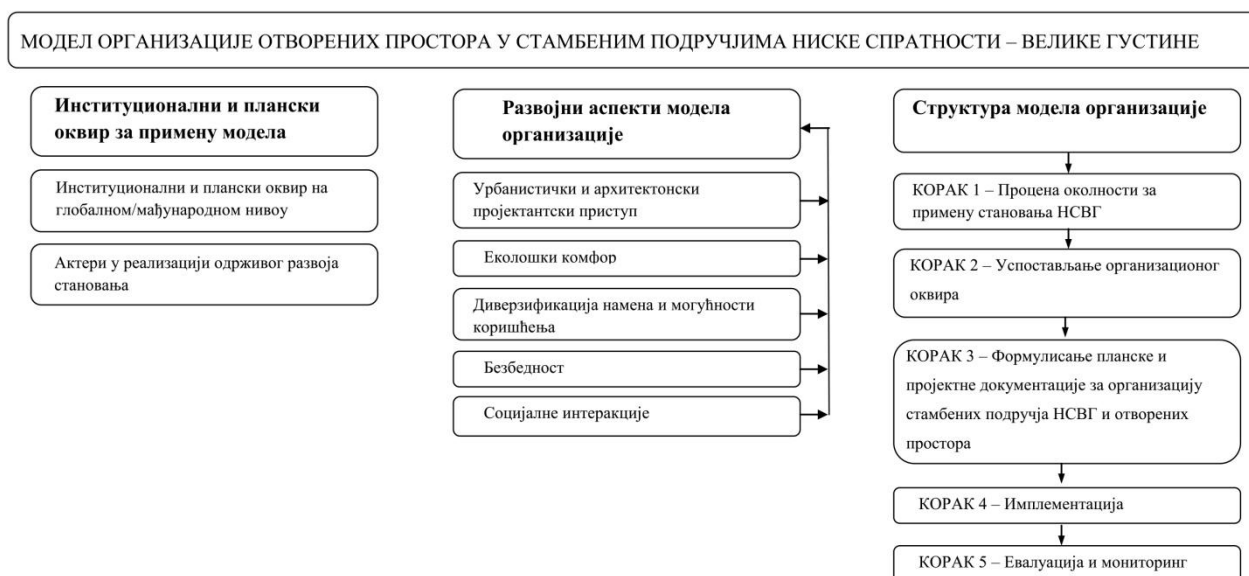 МОДЕЛ ОРГАНИЗАЦИЈЕ ОТВОРЕНИХ ПРОСТОРА У СТАМБЕНИМ ПОДРУЧЈИМА НИСКЕ СПРАТНОСТИ – ВЕЛИКЕ ГУСТИНЕ
Институционални и плански
оквир за примену модела
Институционални и плански оквир на
глобалном/мађународном нивоу
Актери у реализацији одрживог развоја
становања
Развојни аспекти модела
организације
Урбанистички и архитектонски
пројектантски приступ
Еколошки комфор
Диверзификација намена и могућности
коришћења
Безбедност
Социјалне интеракције
Структура модела организације
КОРАК 1 – Процена околности за
примену становања НСВГ
КОРАК 2 – Успостављање организационог
оквира
КОРАК 3 – Формулисање планске и
пројектне документације за организацију
стамбених подручја НСВГ и отворених
простора
КОРАК 4 – Имплементација
КОРАК 5 – Евалуација и мониторинг